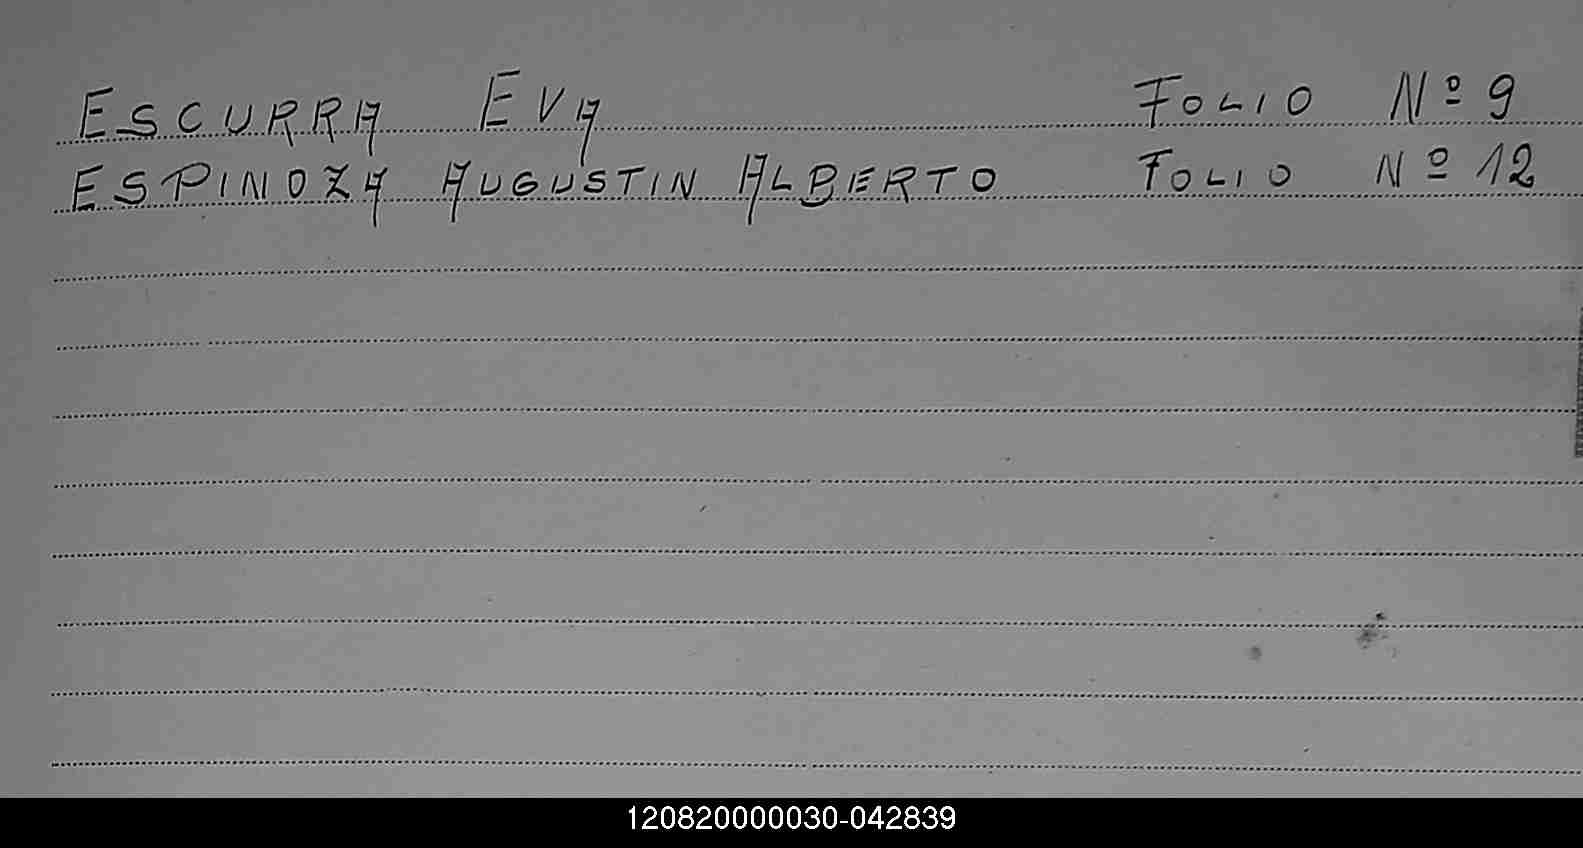 ESCURRA EVA FOLIO Nº 9
ESPINOZA AUGUSTIN ALBERTO FOLIO Nº 12
120820000030-042839